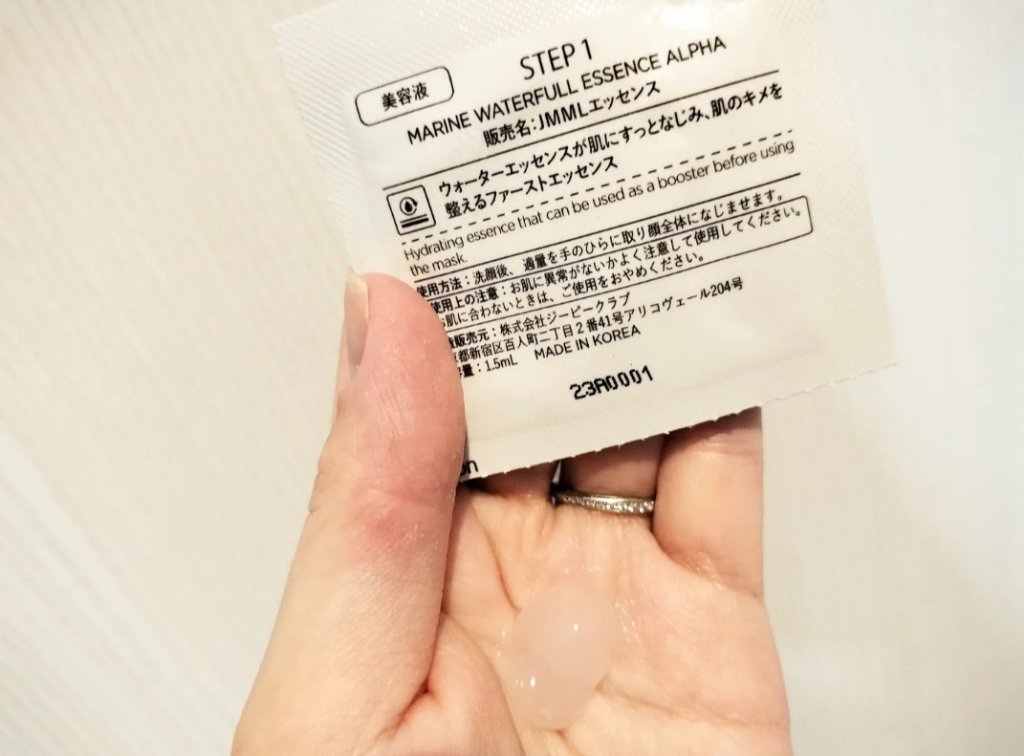 美容液
STEP 1
MARINE WATERFULL ESSENCE ALPHA
販売名:JMMLエッセンス
ウォーターエッセンスが肌にすっとなじみ、肌のキメを
整えるファーストエッセンス
Hydrating essence that can be used as a booster before using
the mask.
使用方法:洗顔後、適量を手のひらに取り顔全体になじませます。
使用上の注意:お肌に異常がないかよく注意して使用してください。
お肌に合わないときは、ご使用をおやめください。
販売元:株式会社ジーピークラブ
都新宿区百人町二丁目2番41号アリコヴェール204号
量:1.5mL MADE IN KOREA
23A0001